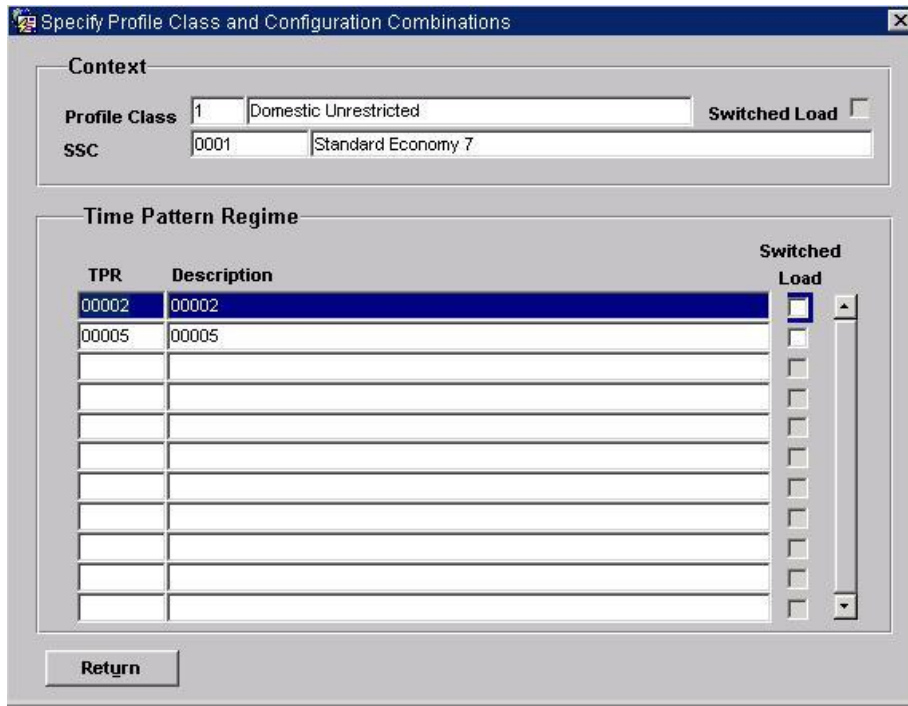 Specify Profile Class and Configuration Combinations
Context
Profile Class 1 Domestic Unrestricted Switched Load
SSC 0001 Standard Economy 7
Time Pattern Regime
Switched
TPR Description Load
00002 00002
00005 00005
Return